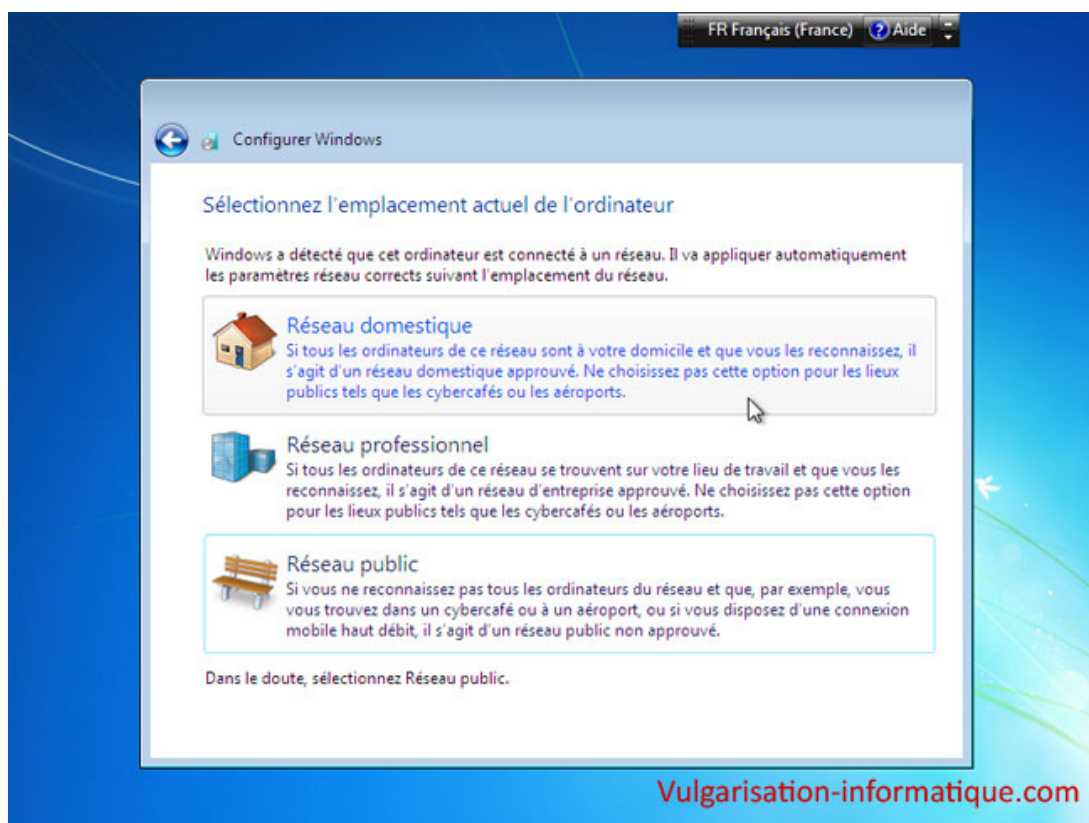 FR Français (France) Aide
Configurer Windows
Sélectionnez l'emplacement actuel de l'ordinateur
Windows a détecté que cet ordinateur est connecté à un réseau. Il va appliquer automatiquement
les paramètres réseau corrects suivant l'emplacement du réseau.
Réseau domestique
Si tous les ordinateurs de ce réseau sont à votre domicile et que vous les reconnaissez, il
s'agit d'un réseau domestique approuvé. Ne choisissez pas cette option pour les lieux
publics tels que les cybercafés ou les aéroports.
Réseau professionnel
Si tous les ordinateurs de ce réseau se trouvent sur votre lieu de travail et que vous les
reconnaissez, il s'agit d'un réseau d'entreprise approuvé. Ne choisissez pas cette option
pour les lieux publics tels que les cybercafés ou les aéroports.
Réseau public
Si vous ne reconnaissez pas tous les ordinateurs du réseau et que, par exemple, vous
vous trouvez dans un cybercafé ou à un aéroport, ou si vous disposez d'une connexion
mobile haut débit, il s'agit d'un réseau public non approuvé.
Dans le doute, sélectionnez Réseau public.
Vulgarisation-informatique.com